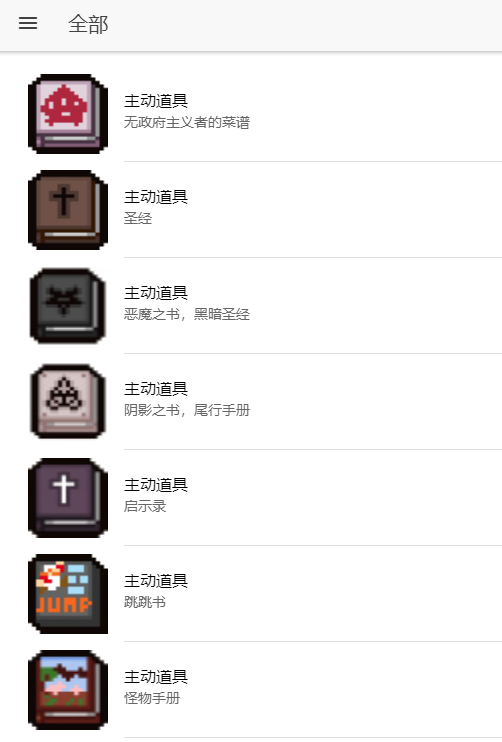 全部
主动道具
无政府主义者的菜谱
主动道具
圣经
主动道具
恶魔之书，黑暗圣经
主动道具
阴影之书，尾行手册
主动道具
启示录
JUMP
主动道具
跳跳书
主动道具
怪物手册